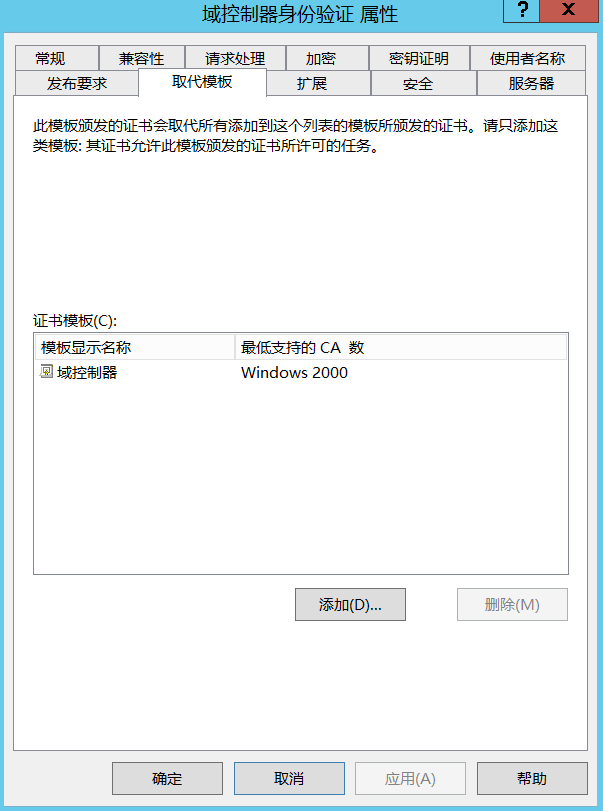 域控制器身份验证 属性
? x
常规 兼容性 请求处理 加密 密钥证明 使用者名称
发布要求 取代模板 扩展 安全 服务器
此模板颁发的证书会取代所有添加到这个列表的模板所颁发的证书。请只添加这
类模板: 其证书允许此模板颁发的证书所许可的任务。
证书模板(C):
模板显示名称 最低支持的 CA 数
域控制器 Windows 2000
添加(D)... 删除(M)
确定 取消 应用(A) 帮助